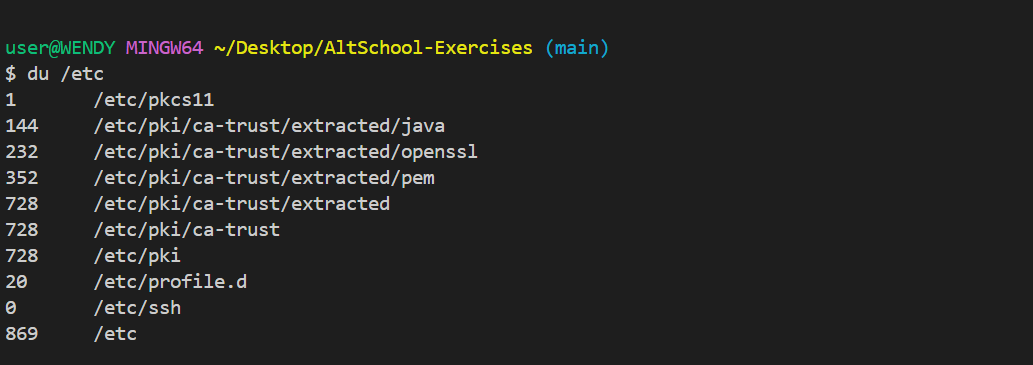 user@WENDY MINGW64 ~/Desktop/AltSchool-Exercises (main)
$ du /etc
1       /etc/pkcs11
144     /etc/pki/ca-trust/extracted/java
232     /etc/pki/ca-trust/extracted/openssl
352     /etc/pki/ca-trust/extracted/pem
728     /etc/pki/ca-trust/extracted
728     /etc/pki/ca-trust
728     /etc/pki
20      /etc/profile.d
0       /etc/ssh
869     /etc